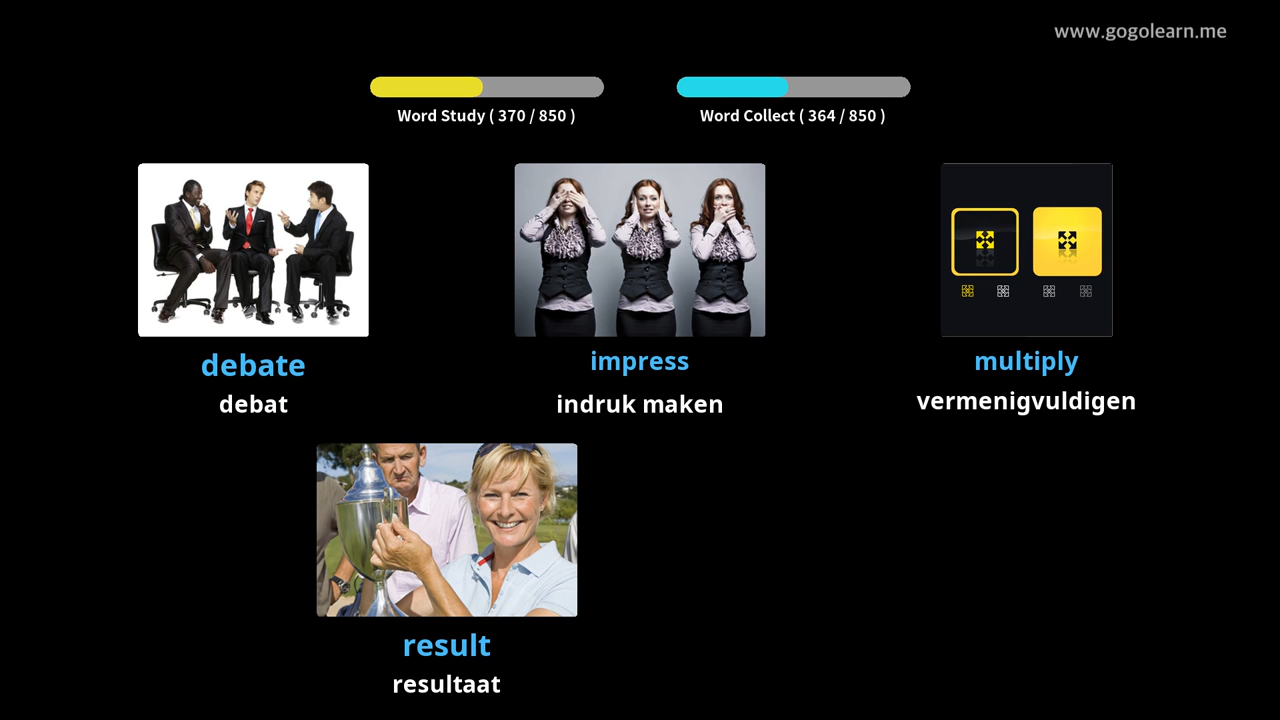 www.gogolearn.me
Word Study ( 370 / 850 )
Word Collect ( 364 / 850 )
debate
debat
impress
indruk maken
multiply
vermenigvuldigen
result
resultaat